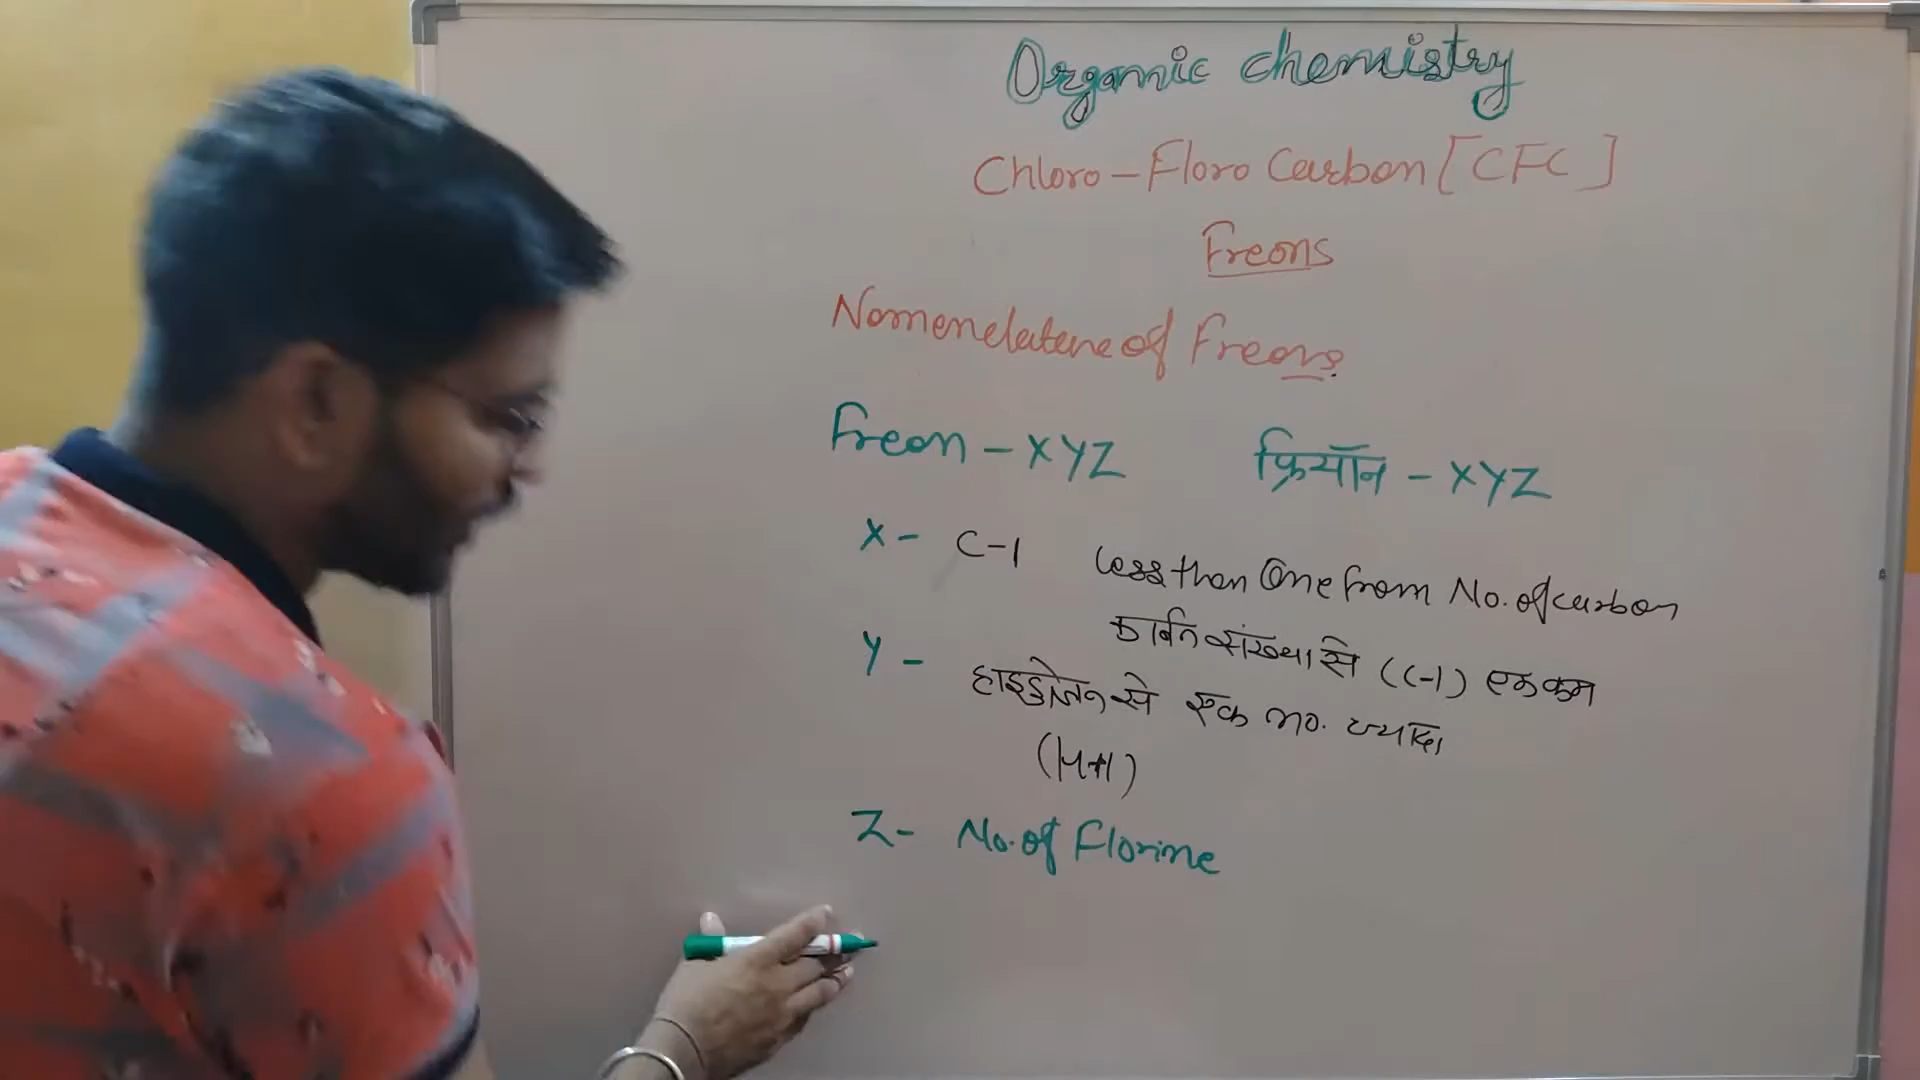 Organic chemistry
Chloro-Floro Carbon [CFC]
Freons
Nomenclatene of Freons.
Freon - XYZ फ्रियॉन - XYZ
X- C-1 Less than One from No. of carbon
कार्बन संख्या से (C-1) एक कम
Y - हाइड्रोजन से एक no. ज्यादा
(H+1)
Z- No. of Florine